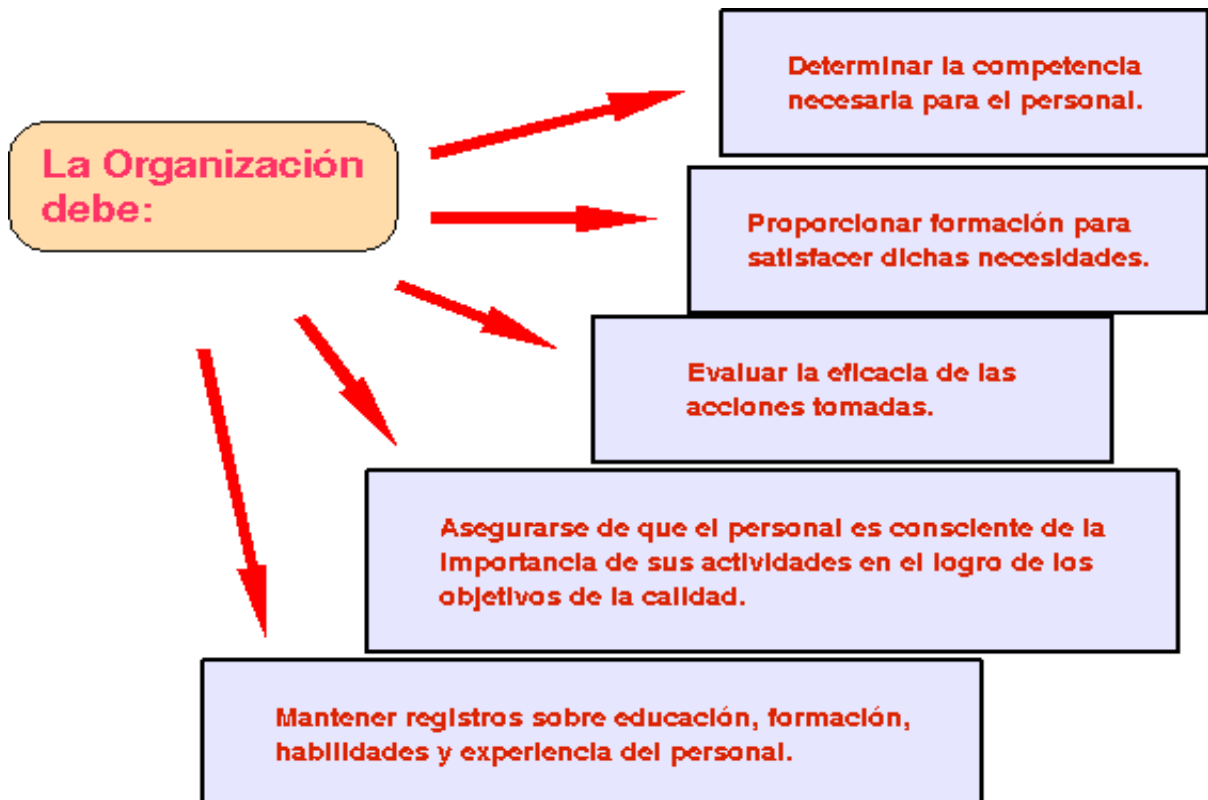 La Organización
debe:
Determinar la competencia
necesaria para el personal.
Proporcionar formación para
satisfacer dichas necesidades.
Evaluar la eficacia de las
acciones tomadas.
Asegurarse de que el personal es consciente de la
importancia de sus actividades en el logro de los
objetivos de la calidad.
Mantener registros sobre educación, formación,
habilidades y experiencia del personal.